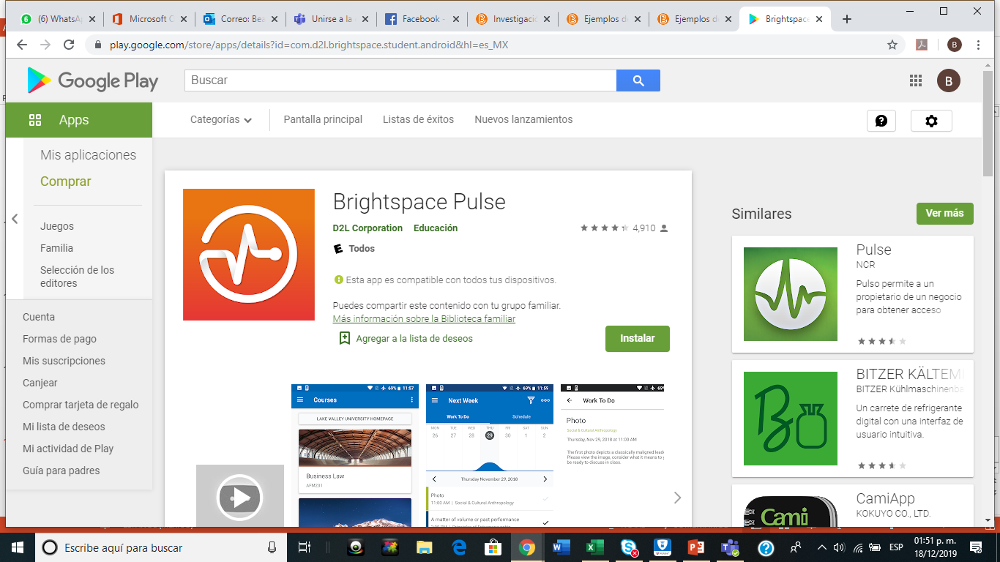 (6) WhatsA
Microsoft O
Correo: Bea
Unirse a la
Facebook -
Investigació
Ejemplos d
Ejemplos d
Brightspace
play.google.com/store/apps/details?id=com.d2l.brightspace.student.android&hl=es_MX
B
Google Play
Buscar
B
Apps
Categorías
Pantalla principal
Listas de éxitos
Nuevos lanzamientos
Mis aplicaciones
Comprar
Juegos
Familia
Selección de los
editores
Cuenta
Formas de pago
Mis suscripciones
Canjear
Comprar tarjeta de regalo
Mi lista de deseos
Mi actividad de Play
Guía para padres
Brightspace Pulse
D2L Corporation Educación
4,910
E Todos
Esta app es compatible con todos tus dispositivos.
Puedes compartir este contenido con tu grupo familiar.
Más información sobre la Biblioteca familiar
Agregar a la lista de deseos
Instalar
69% 11:57
Courses
LAKE VALLEY UNIVERSITY HOMEPAGE
Business Law
AFM231
69% 11:59
Next Week
Work To Do Schedule
MON TUE WED THU FRI SAT SUN
26 27 28 29 30 1 2
Thursday November 29, 2018
Photo
11:00 AM | Social & Cultural Anthropology
A matter of volume or past performance
69%
Work To Do
Photo
Social & Cultural Anthropology
Thursday, Nov 29, 2018 at 11:00 AM
The first photo depicts a classically maligned lead
Please view the image, consider what it means to y
be ready to discuss in class.
Similares
Ver más
Pulse
NCR
Pulso permite a un
propietario de un negocio
para obtener acceso
BITZER KÄLTEM
BITZER Kühlmaschinenba
Un carrete de refrigerante
digital con una interfaz de
usuario intuitiva.
B
Cami
CamiApp
KOKUYO CO., LTD.
Escribe aquí para buscar
ESP
01:51 p. m.
18/12/2019